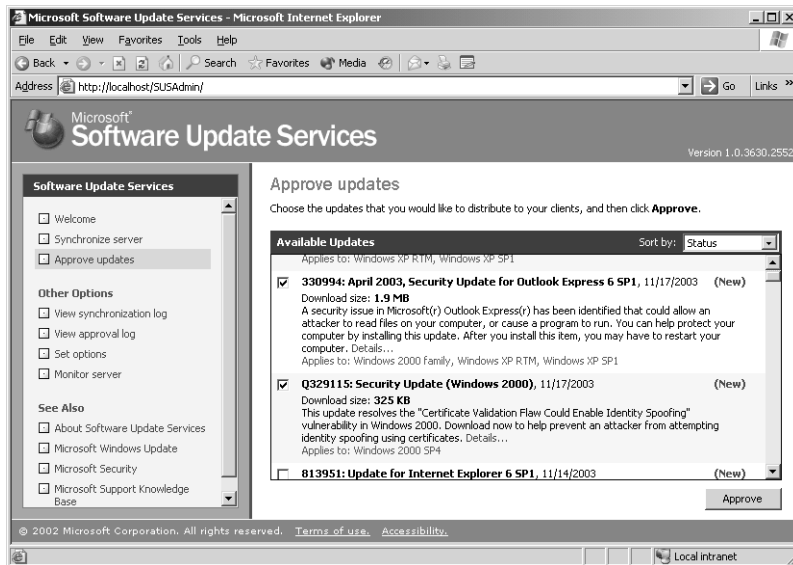 Microsoft Software Update Services - Microsoft Internet Explorer
File Edit View Favorites Tools Help
Back Search Favorites Media
Address http://localhost/SUSAdmin/ Go Links »
Microsoft®
Software Update Services
Version 1.0.3630.2552
Software Update Services
Welcome
Synchronize server
Approve updates
Other Options
View synchronization log
View approval log
Set options
Monitor server
See Also
About Software Update Services
Microsoft Windows Update
Microsoft Security
Microsoft Support Knowledge
Base
Approve updates
Choose the updates that you would like to distribute to your clients, and then click Approve.
Available Updates Sort by: Status
Applies to: Windows XP RTM, Windows XP SP1
330994: April 2003, Security Update for Outlook Express 6 SP1, 11/17/2003 (New)
Download size: 1.9 MB
A security issue in Microsoft(r) Outlook Express(r) has been identified that could allow an
attacker to read files on your computer, or cause a program to run. You can help protect your
computer by installing this update. After you install this item, you may have to restart your
computer. Details...
Applies to: Windows 2000 family, Windows XP RTM, Windows XP SP1
Q329115: Security Update (Windows 2000), 11/17/2003 (New)
Download size: 325 KB
This update resolves the "Certificate Validation Flaw Could Enable Identity Spoofing"
vulnerability in Windows 2000. Download now to help prevent an attacker from attempting
identity spoofing using certificates. Details...
Applies to: Windows 2000 SP4
813951: Update for Internet Explorer 6 SP1, 11/14/2003 (New)
Approve
© 2002 Microsoft Corporation. All rights reserved. Terms of use. Accessibility.
Local intranet